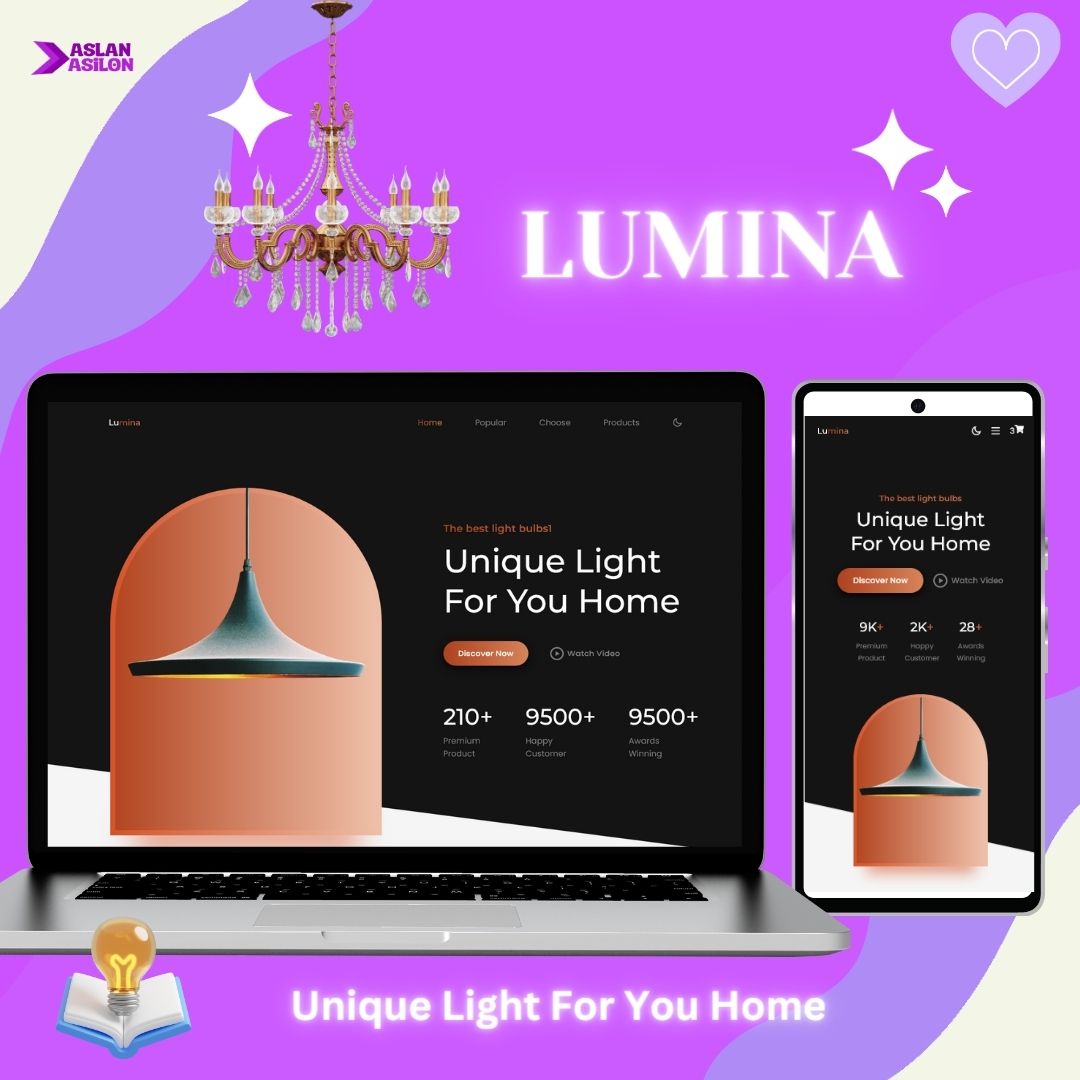 ASLAN
ASILON
LUMINA
Lumina
Home Popular Choose Products
The best light bulbs1
Unique Light
For You Home
Discover Now Watch Video
210+ 9500+ 9500+
Premium Happy Awards
Product Customer Winning
Lumina 3
The best light bulbs
Unique Light
For You Home
Discover Now Watch Video
9K+ 2K+ 28+
Premium Happy Awards
Product Customer Winning
Unique Light For You Home